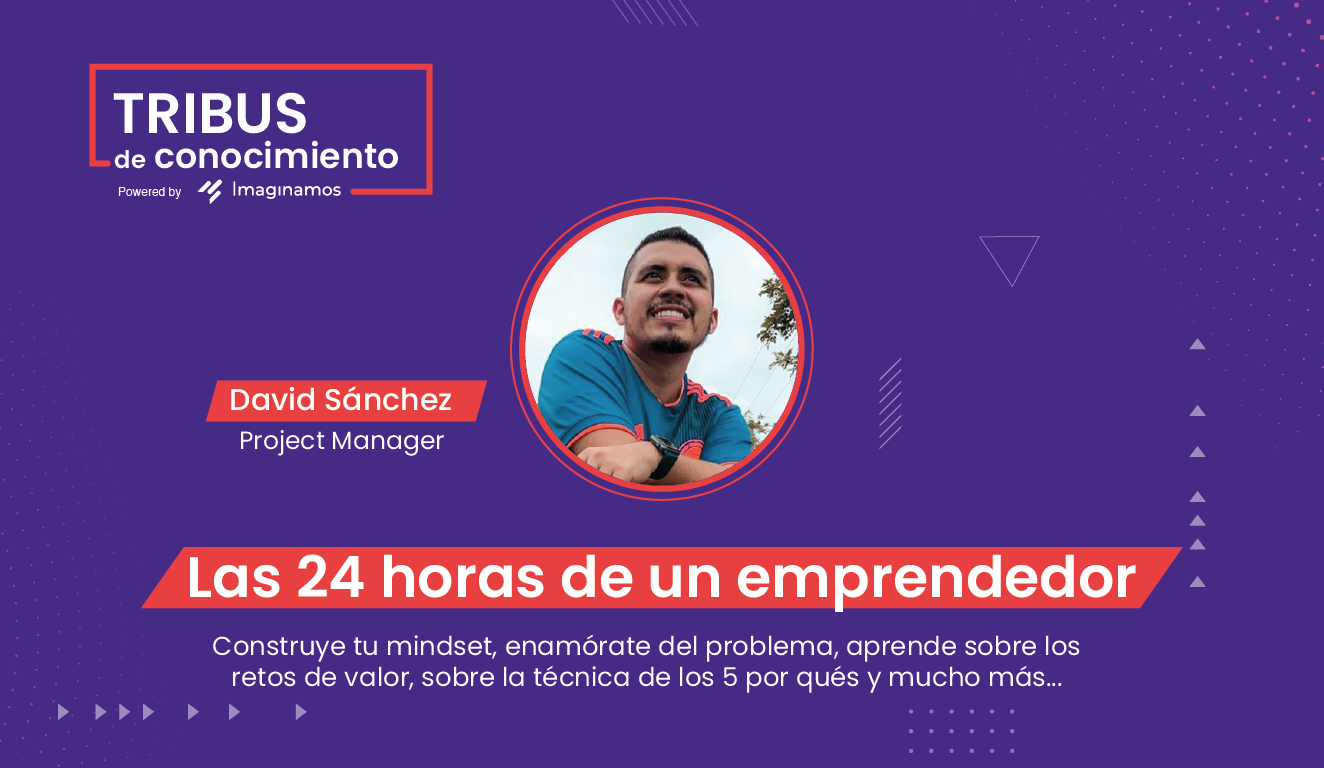 TRIBUS
de conocimiento
Powered by Imaginamos
David Sánchez
Project Manager
Las 24 horas de un emprendedor
Construye tu mindset, enamórate del problema, aprende sobre los
retos de valor, sobre la técnica de los 5 por qués y mucho más...